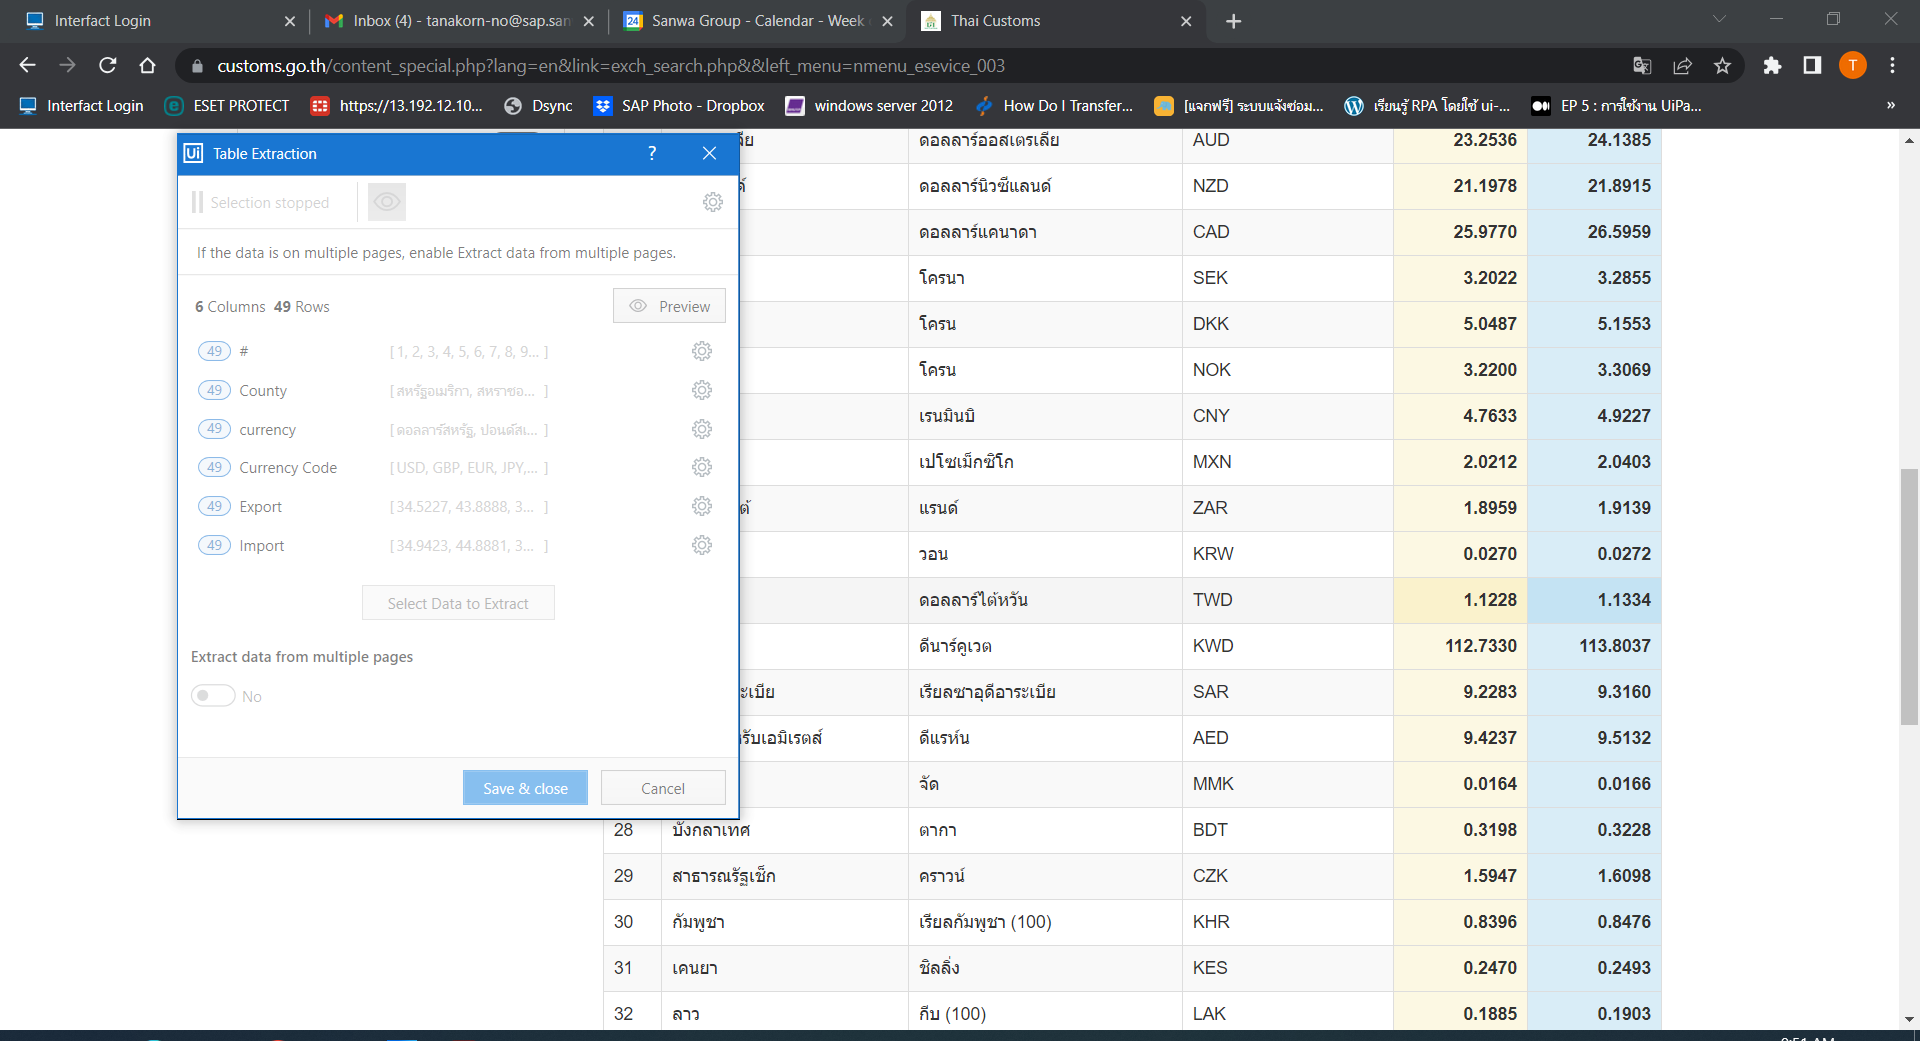 Interfact Login
Inbox (4) - tanakorn-no@sap.san
Sanwa Group - Calendar - Week
Thai Customs
customs.go.th/content_special.php?lang=en&link=exch_search.php&&left_menu=nmenu_esevice_003
T
Interfact Login
ESET PROTECT
https://13.192.12.10...
Dsync
SAP Photo - Dropbox
windows server 2012
How Do I Transfer...
[แจกฟรี] ระบบแจ้งซ่อม...
เรียนรู้ RPA โดยใช้ ui-...
EP 5 : การใช้งาน UiPa...
»
Ui Table Extraction ?
Selection stopped
If the data is on multiple pages, enable Extract data from multiple pages.
6 Columns 49 Rows
Preview
49 # [ 1, 2, 3, 4, 5, 6, 7, 8, 9... ]
49 County [ สหรัฐอเมริกา, สหราชอ... ]
49 currency [ ดอลลาร์สหรัฐ, ปอนด์สเ... ]
49 Currency Code [ USD, GBP, EUR, JPY,... ]
49 Export [ 34.5227, 43.8888, 3... ]
49 Import [ 34.9423, 44.8881, 3... ]
Select Data to Extract
Extract data from multiple pages
No
Save & close
Cancel
ดอลลาร์ออสเตรเลีย AUD 23.2536 24.1385
ดอลลาร์นิวซีแลนด์ NZD 21.1978 21.8915
ดอลลาร์แคนาดา CAD 25.9770 26.5959
โครนา SEK 3.2022 3.2855
โครน DKK 5.0487 5.1553
โครน NOK 3.2200 3.3069
เรนมินบิ CNY 4.7633 4.9227
เปโซเม็กซิโก MXN 2.0212 2.0403
แรนด์ ZAR 1.8959 1.9139
วอน KRW 0.0270 0.0272
ดอลลาร์ไต้หวัน TWD 1.1228 1.1334
ดีนาร์คูเวต KWD 112.7330 113.8037
ะเบีย เรียลซาอุดีอาระเบีย SAR 9.2283 9.3160
รับเอมิเรตส์ ดีแรห์น AED 9.4237 9.5132
จัด MMK 0.0164 0.0166
28 บังกลาเทศ ตากา BDT 0.3198 0.3228
29 สาธารณรัฐเช็ก คราวน์ CZK 1.5947 1.6098
30 กัมพูชา เรียลกัมพูชา (100) KHR 0.8396 0.8476
31 เคนยา ชิลลิ่ง KES 0.2470 0.2493
32 ลาว กีบ (100) LAK 0.1885 0.1903